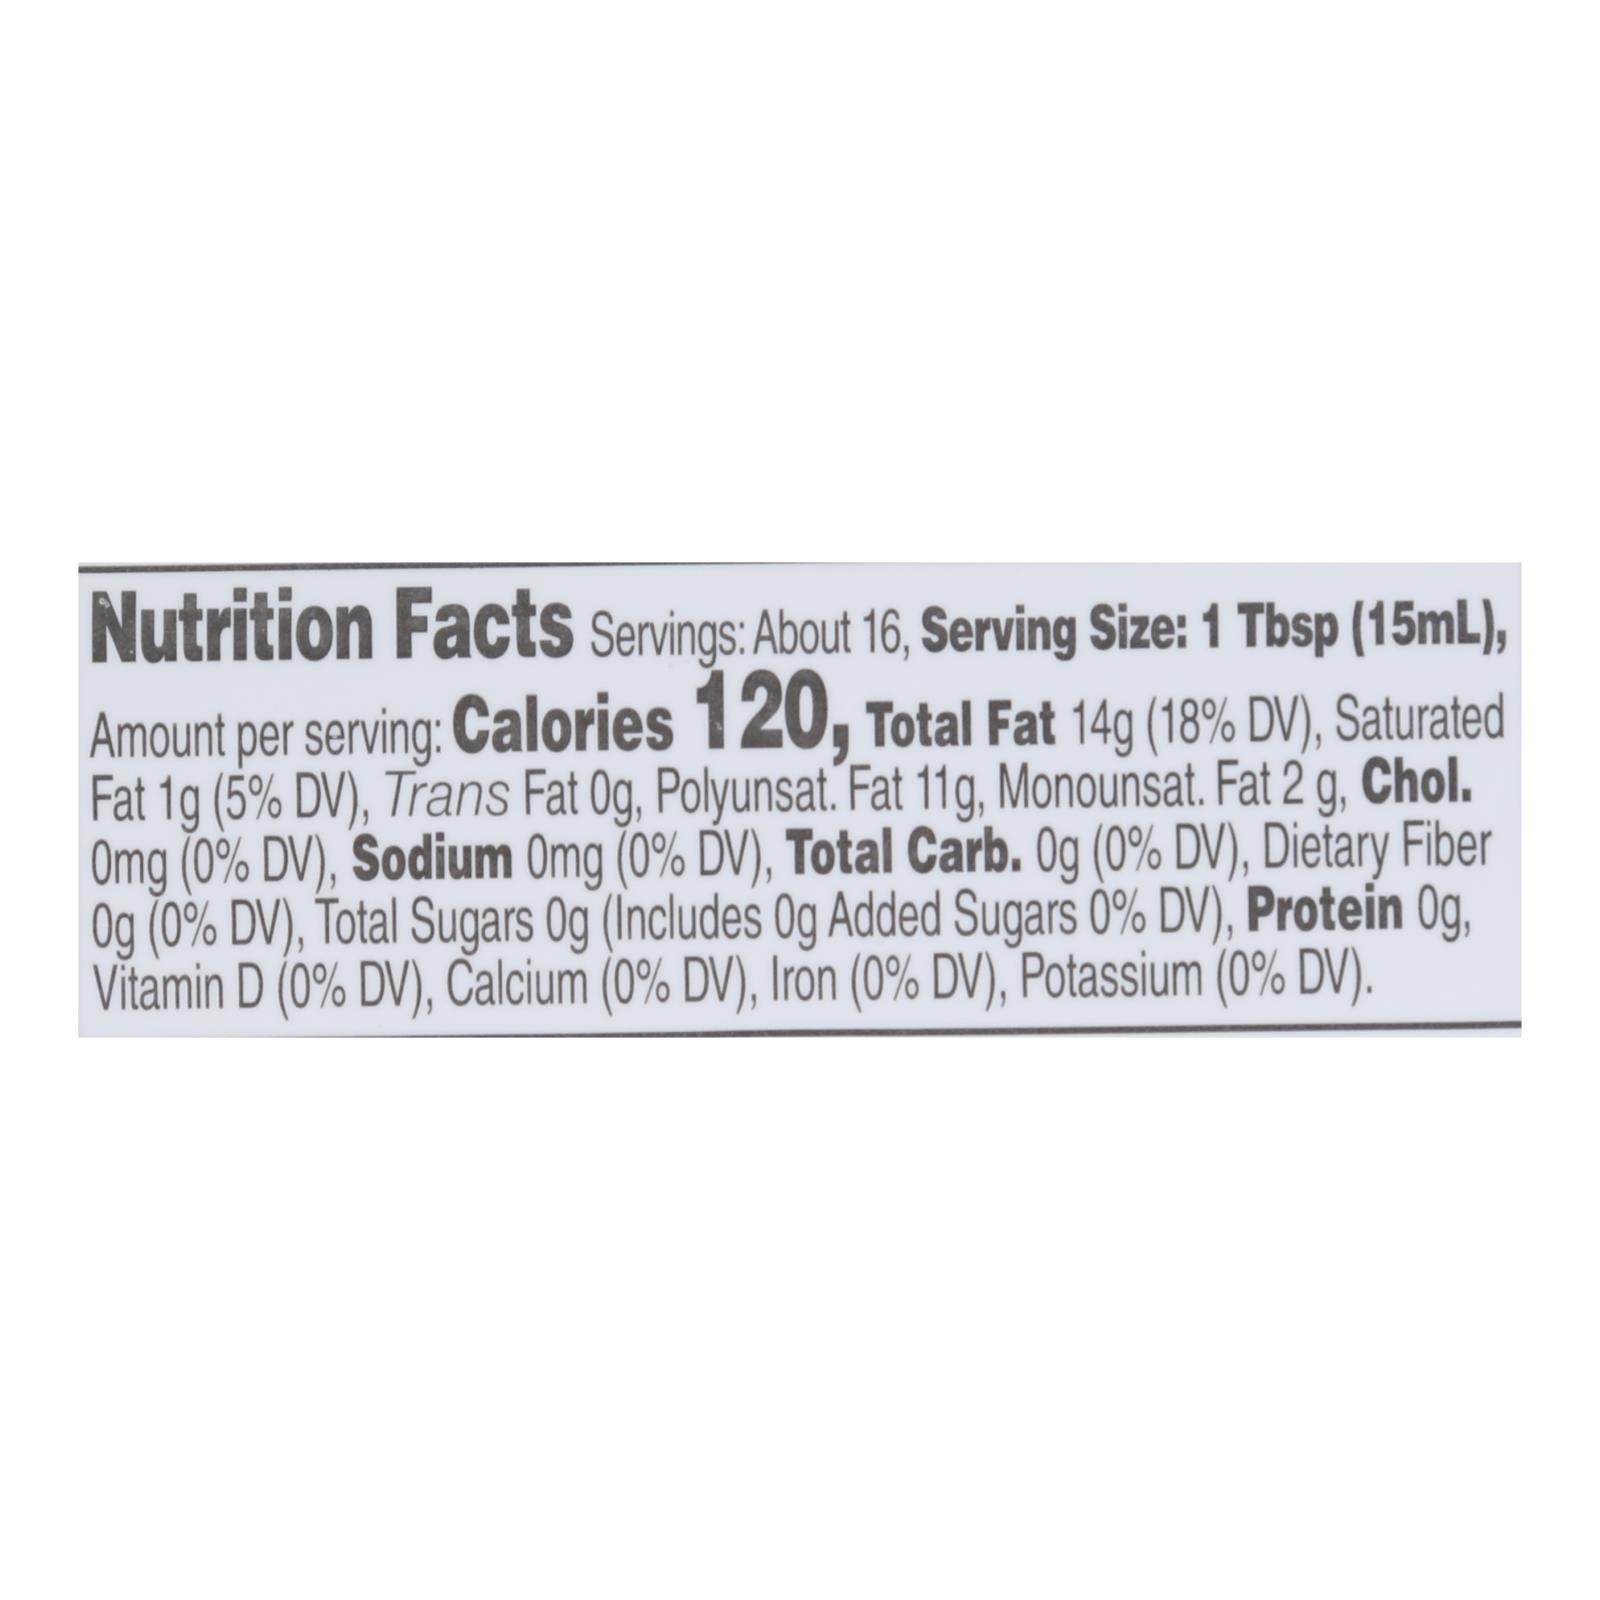 Nutrition Facts Servings: About 16, Serving Size: 1 Tbsp (15mL),
Amount per serving: Calories 120, Total Fat 14g (18% DV), Saturated
Fat 1g (5% DV), Trans Fat 0g, Polyunsat. Fat 11g, Monounsat. Fat 2 g, Chol.
0mg (0% DV), Sodium 0mg (0% DV), Total Carb. 0g (0% DV), Dietary Fiber
0g (0% DV), Total Sugars 0g (Includes 0g Added Sugars 0% DV), Protein 0g,
Vitamin D (0% DV), Calcium (0% DV), Iron (0% DV), Potassium (0% DV).